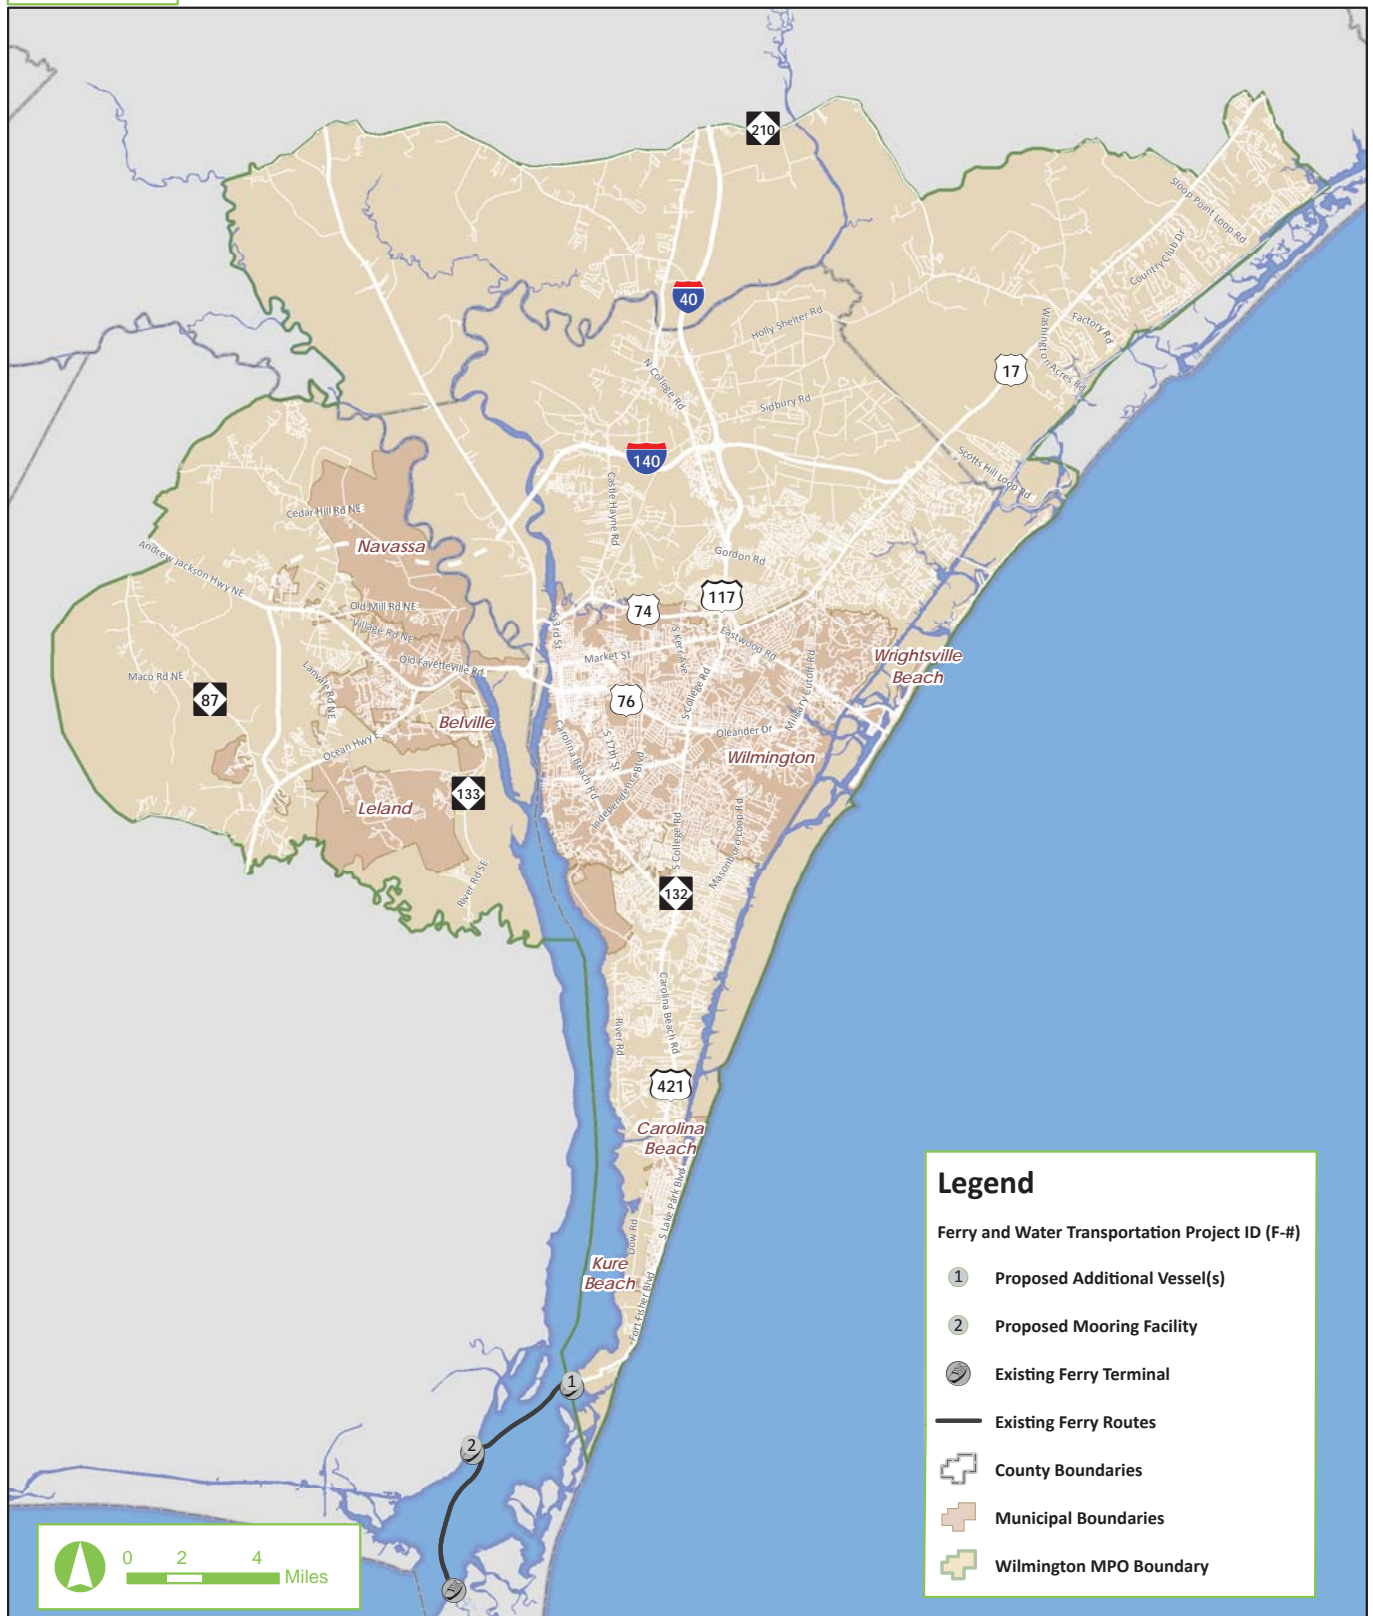 210
Sloop Point Loop Rd
Country Club Dr
40
Holly Shelter Rd
Washington Acres Rd
Factory Rd
17
N College Rd
Sidbury Rd
140
Scotts Hill Loop Rd
Castle Hayne Rd
Cedar Hill Rd NE
Navassa
Andrew Jackson Hwy NE
Gordon Rd
117
74
Old Mill Rd NE
Village Rd NE
S 3rd St
S Kerr Ave
Eastwood Rd
Market St
Old Fayetteville Rd
Wrightsville
Beach
Military Cutoff Rd
Maco Rd NE
Lanvale Rd NE
87
76
S College Rd
Belville
Oleander Dr
Ocean Hwy E
Carolina Beach Rd
S 17th St
Wilmington
Independence Blvd
133
Leland
S College Rd
Masonboro Loop Rd
River Rd SE
132
Carolina Beach Rd
River Rd
421
Carolina
Beach
S Lake Park Blvd
Dow Rd
Kure
Beach
Fort Fisher Blvd
1
2
Legend
Ferry and Water Transportation Project ID (F-#)
1 Proposed Additional Vessel(s)
2 Proposed Mooring Facility
Existing Ferry Terminal
Existing Ferry Routes
County Boundaries
Municipal Boundaries
Wilmington MPO Boundary
0 2 4
Miles